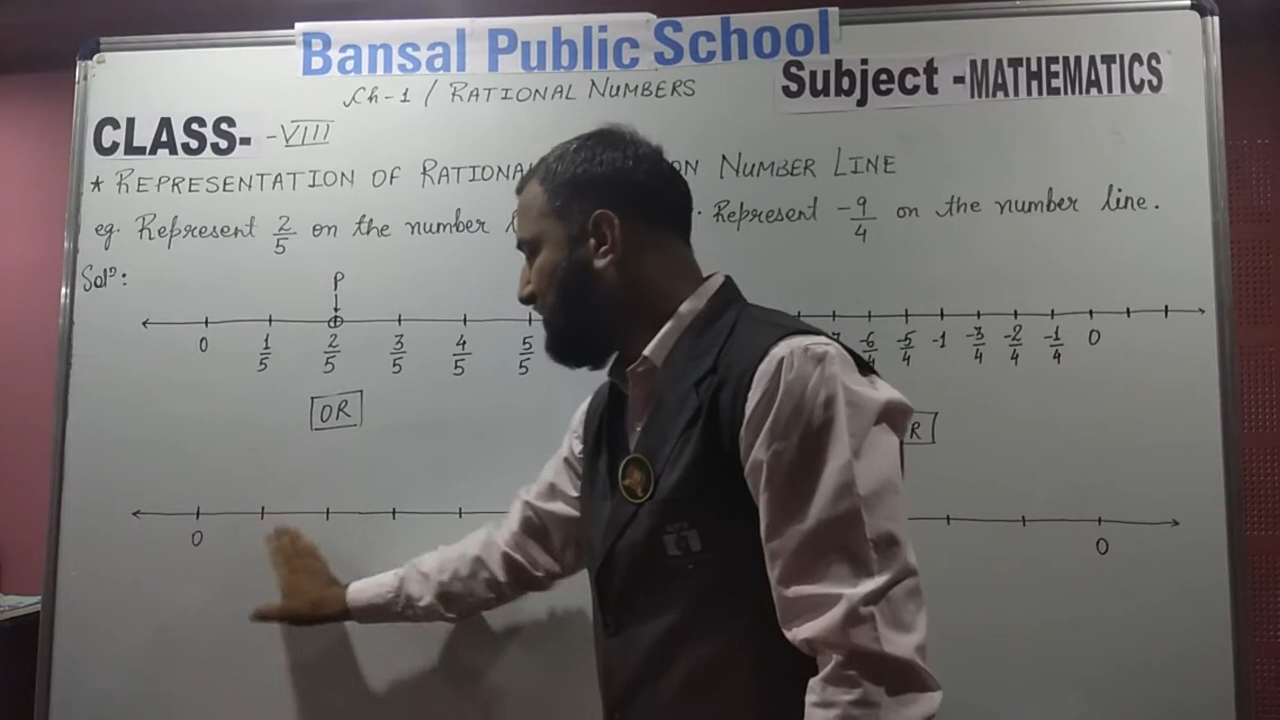 Bansal Public School
Subject -MATHEMATICS
Ch-1 / RATIONAL NUMBERS
CLASS- -VIII
* REPRESENTATION OF RATIONAL ON NUMBER LINE
eg. Represent 2/5 on the number
Represent -9/4 on the number line.
Solⁿ:
P
0 1/5 2/5 3/5 4/5 5/5
-6/4 -5/4 -1 -3/4 -2/4 -1/4 0
OR
R
0
0